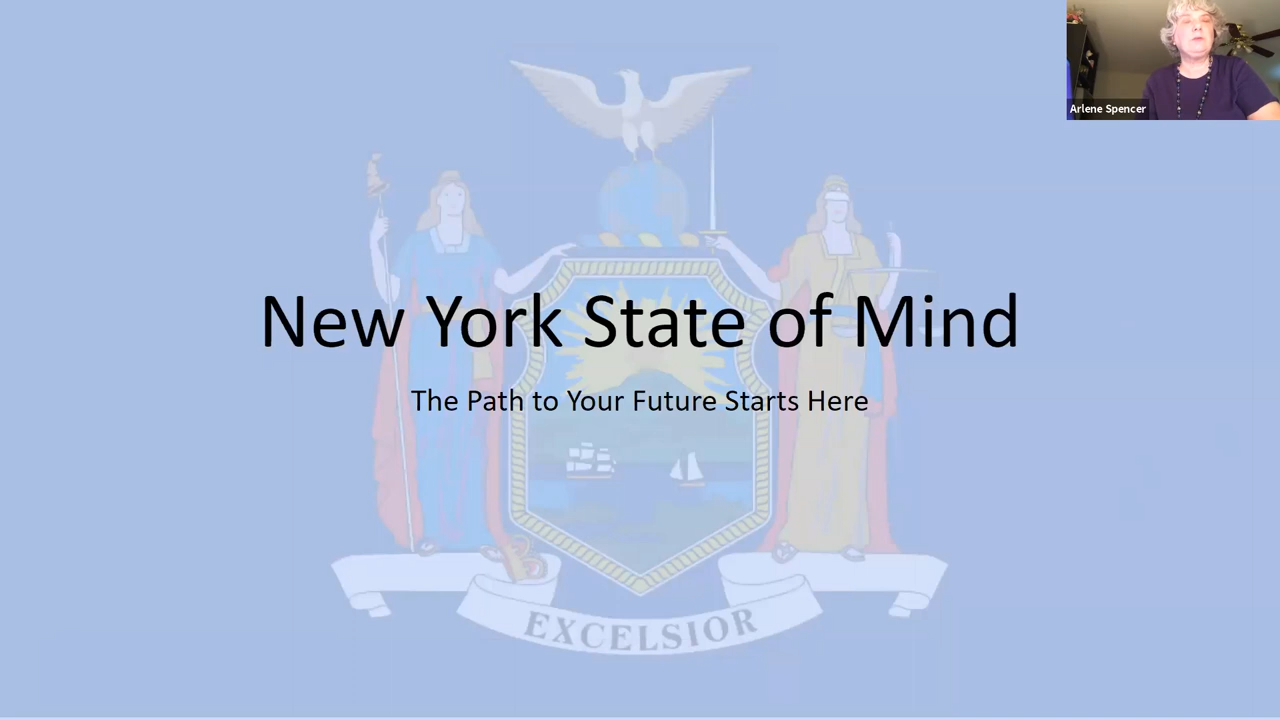 Arlene Spencer
New York State of Mind
The Path to Your Future Starts Here
EXCELSIOR